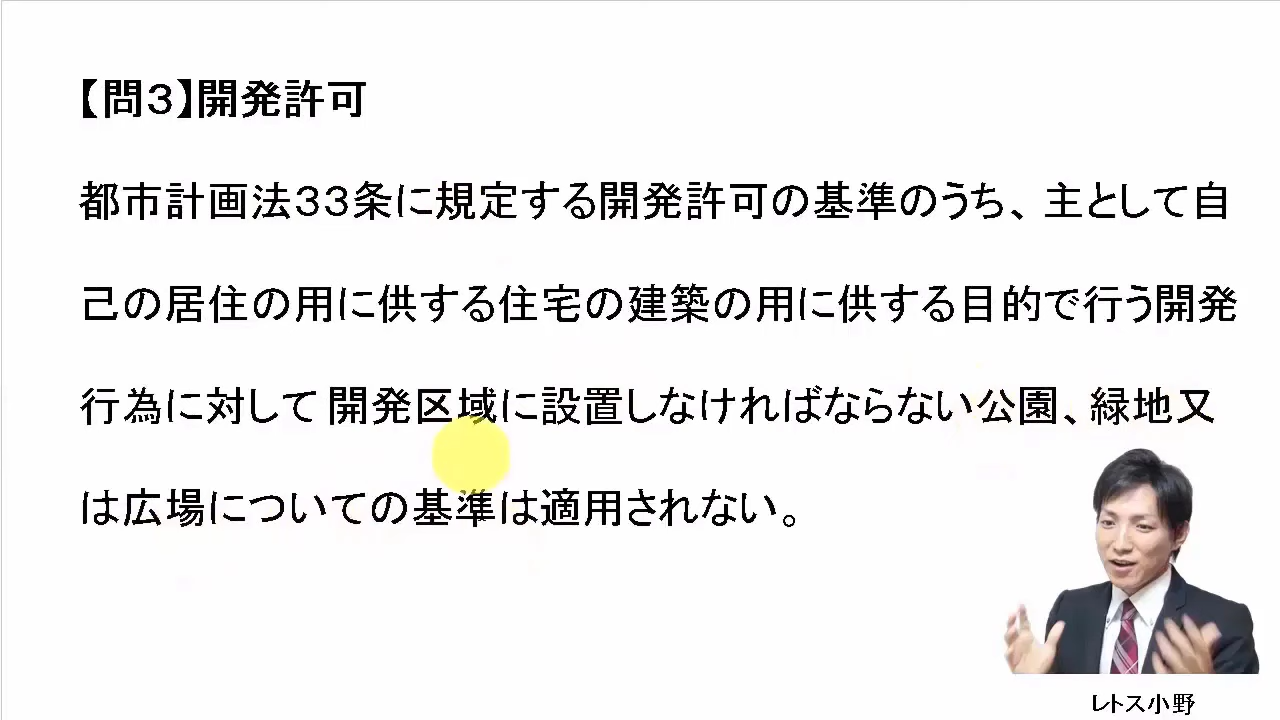 【問３】開発許可
都市計画法３３条に規定する開発許可の基準のうち、主として自
己の居住の用に供する住宅の建築の用に供する目的で行う開発
行為に対して開発区域に設置しなければならない公園、緑地又
は広場についての基準は適用されない。
レトス小野